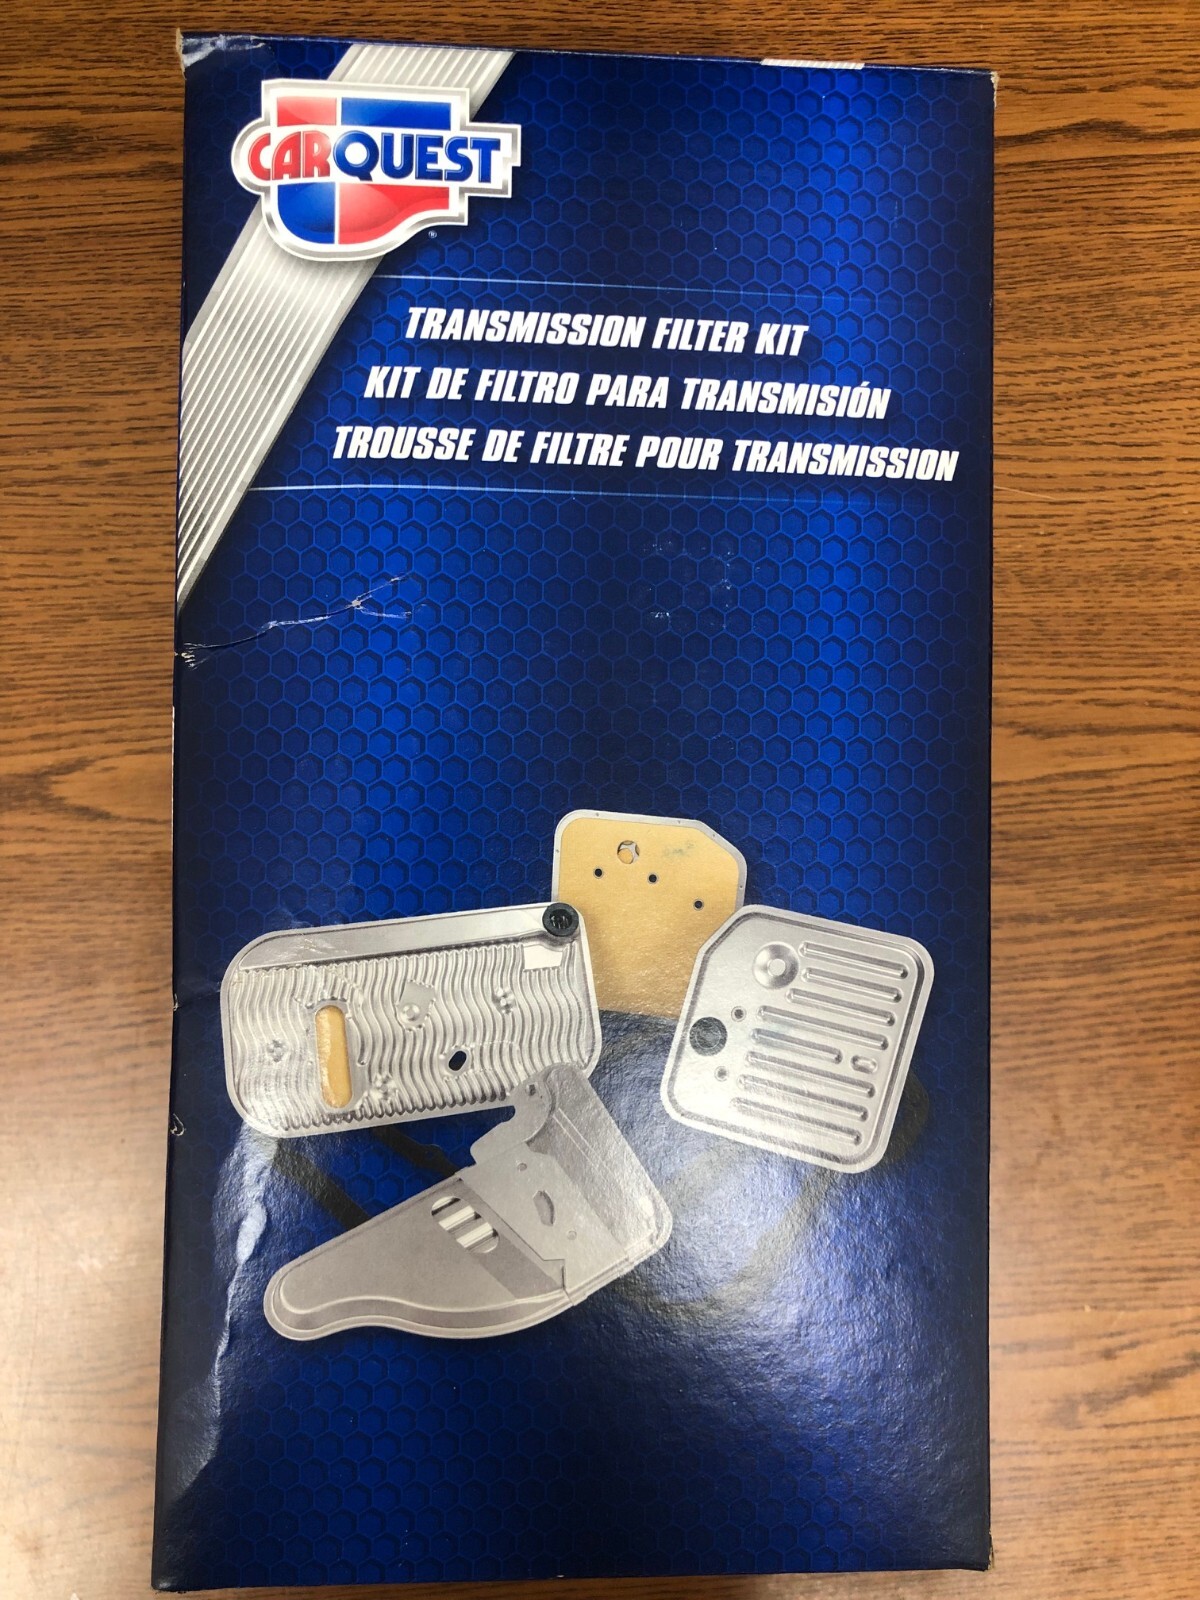 CARQUEST
®
TRANSMISSION FILTER KIT
KIT DE FILTRO PARA TRANSMISIÓN
TROUSSE DE FILTRE POUR TRANSMISSION